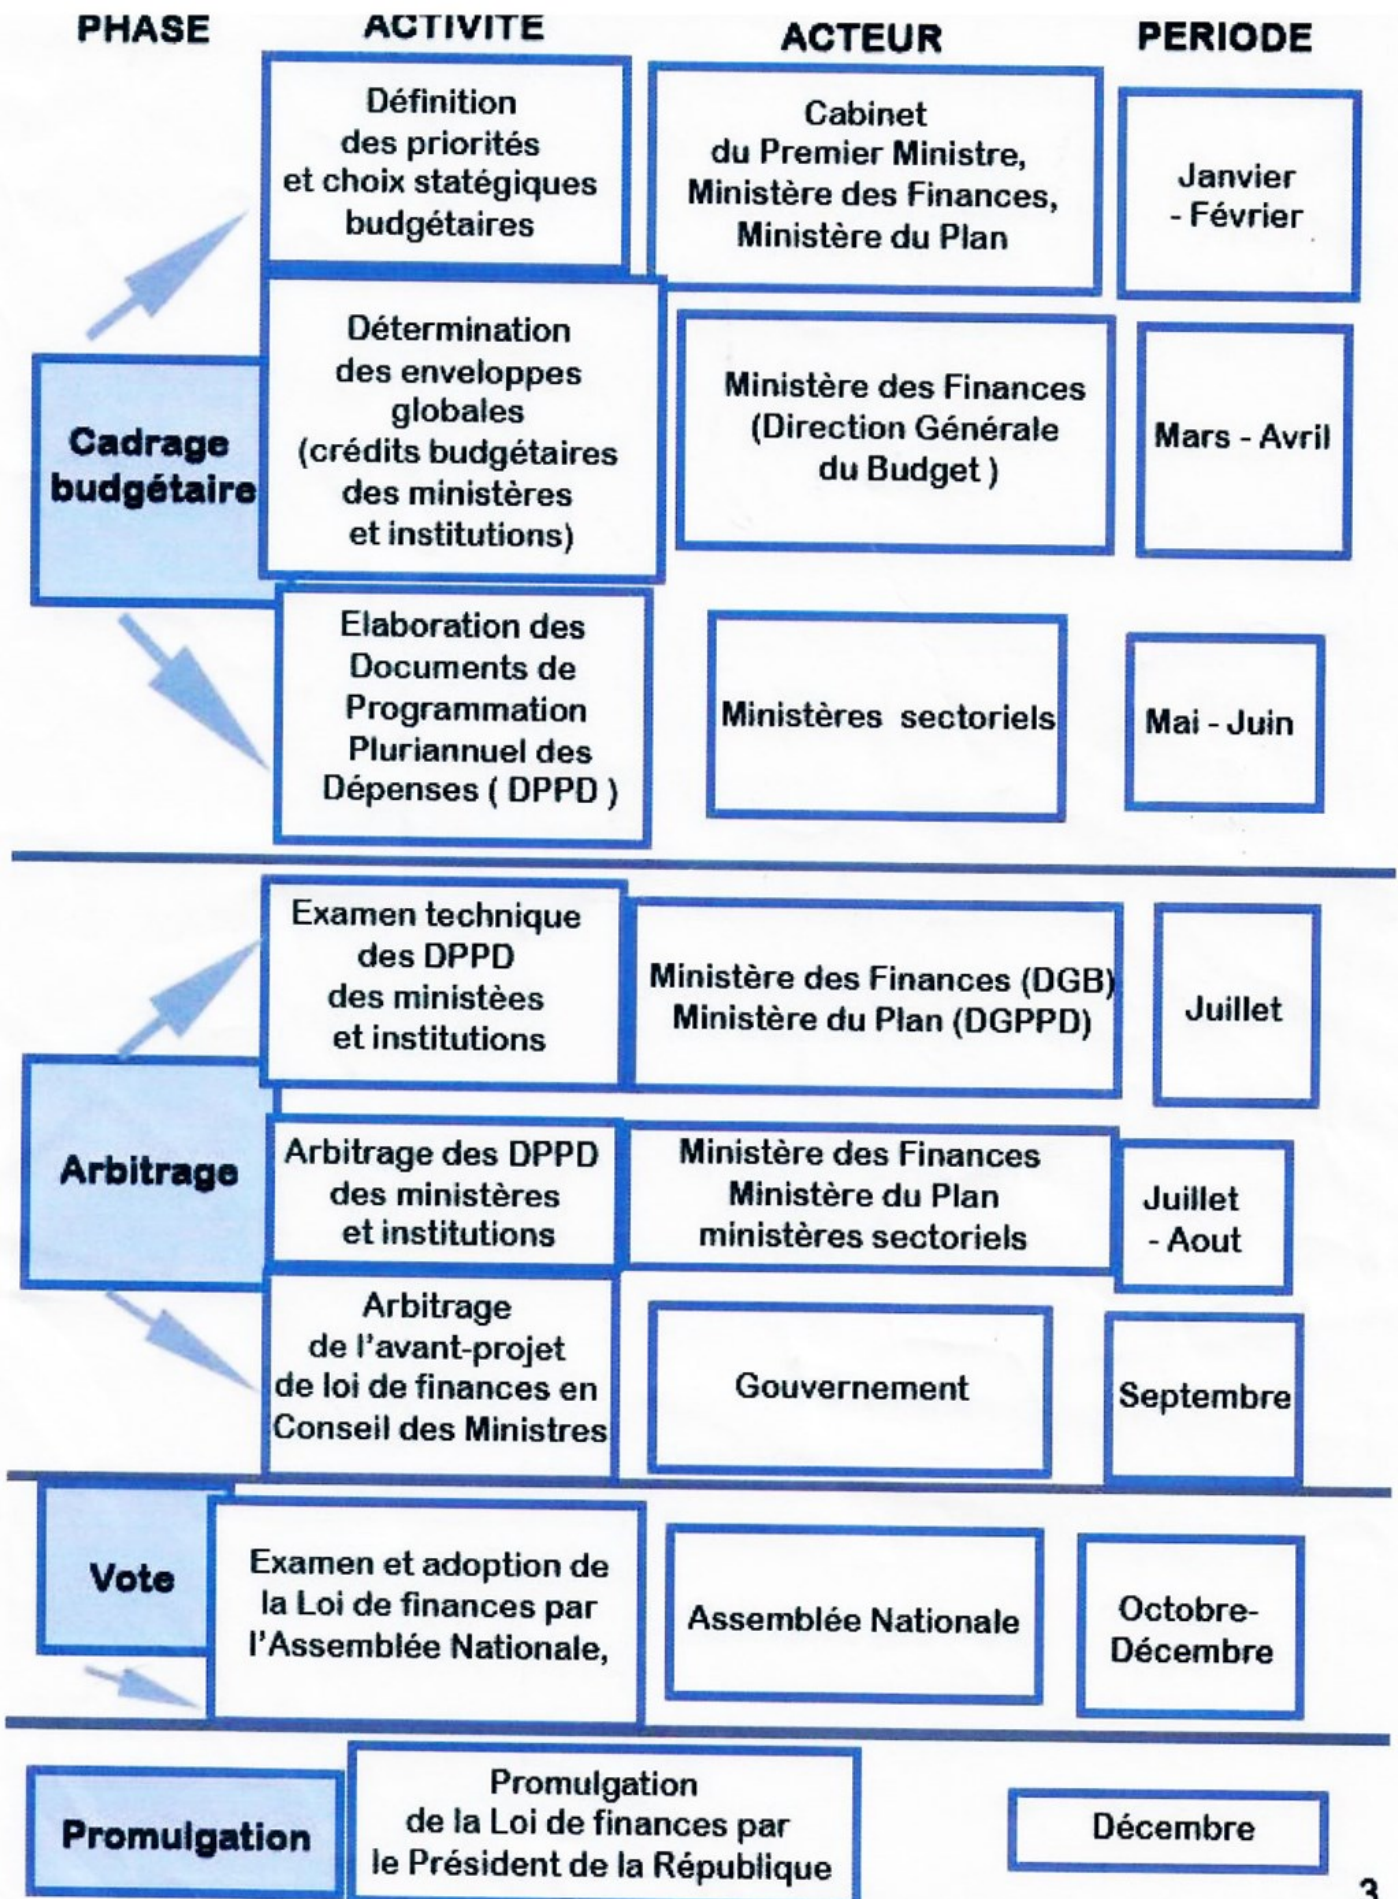 PHASE
ACTIVITE
ACTEUR
PERIODE
Définition
des priorités
et choix statégiques
budgétaires
Cabinet
du Premier Ministre,
Ministère des Finances,
Ministère du Plan
Janvier
- Février
Cadrage
budgétaire
Détermination
des enveloppes
globales
(crédits budgétaires
des ministères
et institutions)
Ministère des Finances
(Direction Générale
du Budget )
Mars - Avril
Elaboration des
Documents de
Programmation
Pluriannuel des
Dépenses ( DPPD )
Ministères sectoriels
Mai - Juin
Examen technique
des DPPD
des ministèes
et institutions
Ministère des Finances (DGB)
Ministère du Plan (DGPPD)
Juillet
Arbitrage
Arbitrage des DPPD
des ministères
et institutions
Ministère des Finances
Ministère du Plan
ministères sectoriels
Juillet
- Aout
Arbitrage
de l'avant-projet
de loi de finances en
Conseil des Ministres
Gouvernement
Septembre
Vote
Examen et adoption de
la Loi de finances par
l'Assemblée Nationale,
Assemblée Nationale
Octobre-
Décembre
Promulgation
Promulgation
de la Loi de finances par
le Président de la République
Décembre
3